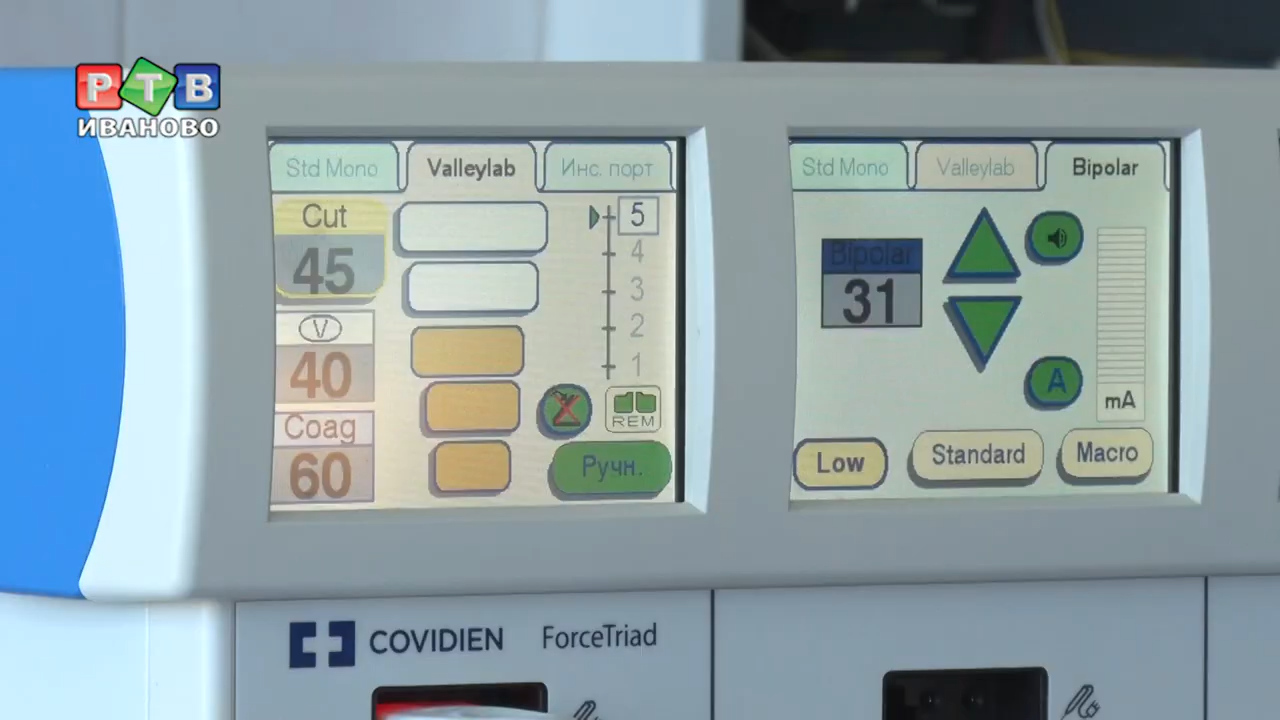 РТВ
ИВАНОВО
Std Mono
Valleylab
Инс. порт
Cut
45
V
40
Coag
60
5
4
3
2
1
REM
Ручн.
Std Mono
Valleylab
Bipolar
Bipolar
31
A
mA
Low
Standard
Macro
COVIDIEN
ForceTriad